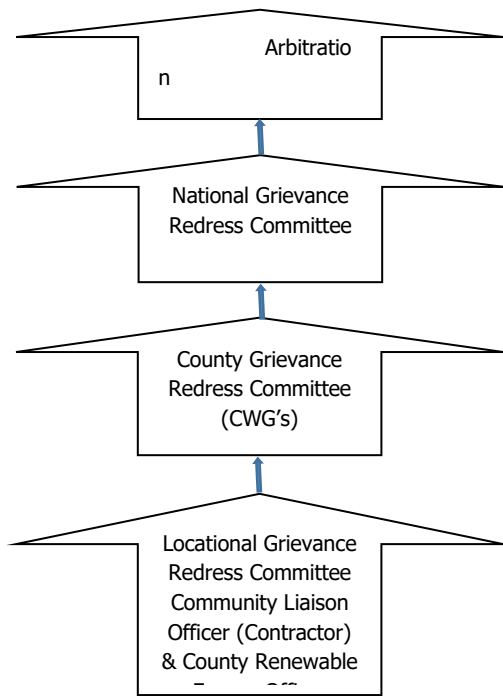 Arbitratio
n
National Grievance
Redress Committee
County Grievance
Redress Committee
(CWG's)
Locational Grievance
Redress Committee
Community Liaison
Officer (Contractor)
& County Renewable